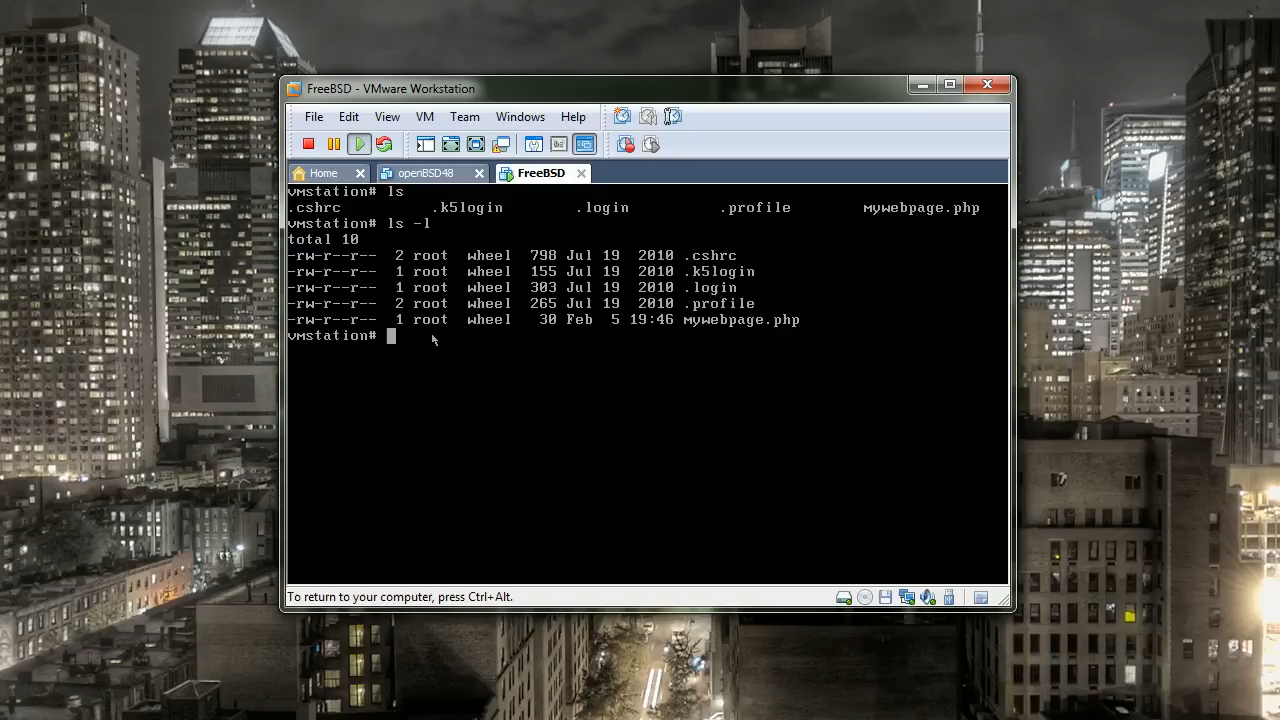 FreeBSD - VMware Workstation
File Edit View VM Team Windows Help
Home openBSD48 FreeBSD
vmstation# ls
.cshrc .k5login .login .profile mywebpage.php
vmstation# ls -l
total 10
-rw-r--r-- 2 root wheel 798 Jul 19 2010 .cshrc
-rw-r--r-- 1 root wheel 155 Jul 19 2010 .k5login
-rw-r--r-- 1 root wheel 303 Jul 19 2010 .login
-rw-r--r-- 2 root wheel 265 Jul 19 2010 .profile
-rw-r--r-- 1 root wheel 30 Feb 5 19:46 mywebpage.php
vmstation#
To return to your computer, press Ctrl+Alt.